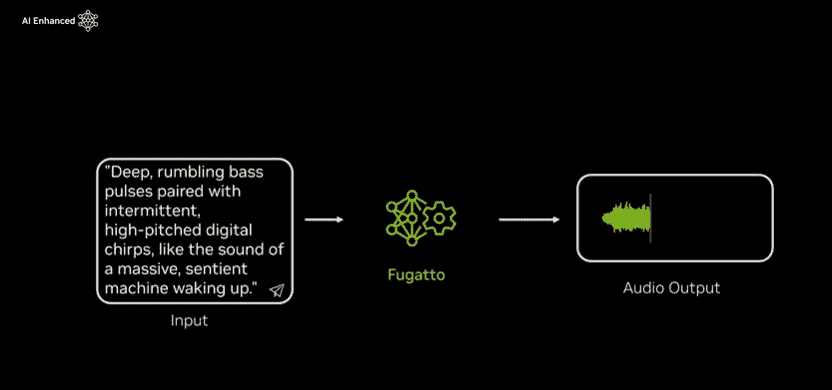 AI Enhanced
"Deep, rumbling bass
pulses paired with
intermittent,
high-pitched digital
chirps, like the sound of
a massive, sentient
machine waking up."
Input
Fugatto
Audio Output